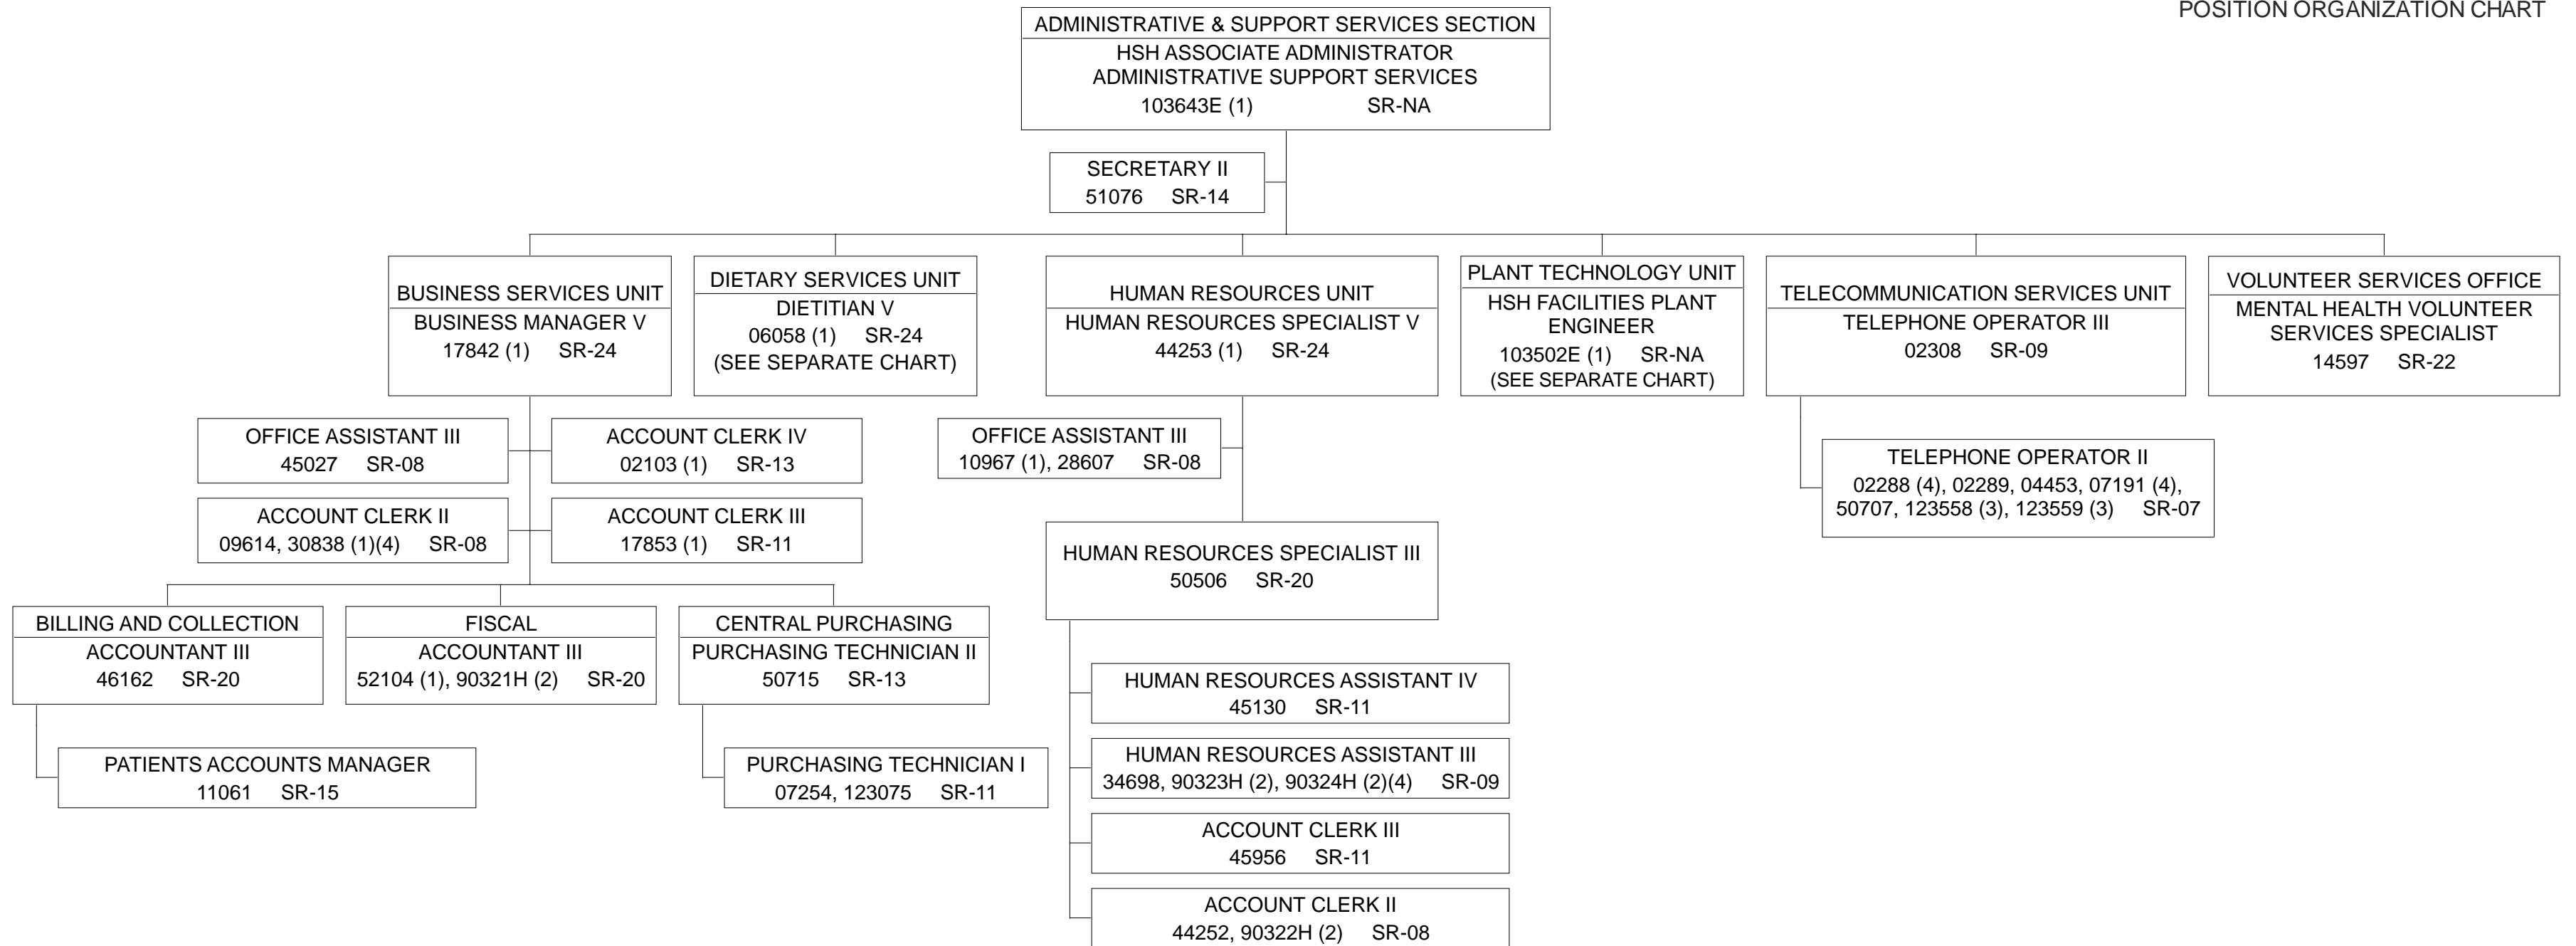 POSITION ORGANIZATION CHART
ADMINISTRATIVE & SUPPORT SERVICES SECTION
HSH ASSOCIATE ADMINISTRATOR
ADMINISTRATIVE SUPPORT SERVICES
103643E (1) SR-NA
SECRETARY II
51076 SR-14
BUSINESS SERVICES UNIT
BUSINESS MANAGER V
17842 (1) SR-24
DIETARY SERVICES UNIT
DIETITIAN V
06058 (1) SR-24
(SEE SEPARATE CHART)
HUMAN RESOURCES UNIT
HUMAN RESOURCES SPECIALIST V
44253 (1) SR-24
PLANT TECHNOLOGY UNIT
HSH FACILITIES PLANT
ENGINEER
103502E (1) SR-NA
(SEE SEPARATE CHART)
TELECOMMUNICATION SERVICES UNIT
TELEPHONE OPERATOR III
02308 SR-09
VOLUNTEER SERVICES OFFICE
MENTAL HEALTH VOLUNTEER
SERVICES SPECIALIST
14597 SR-22
OFFICE ASSISTANT III
45027 SR-08
ACCOUNT CLERK IV
02103 (1) SR-13
ACCOUNT CLERK II
09614, 30838 (1)(4) SR-08
ACCOUNT CLERK III
17853 (1) SR-11
OFFICE ASSISTANT III
10967 (1), 28607 SR-08
TELEPHONE OPERATOR II
02288 (4), 02289, 04453, 07191 (4),
50707, 123558 (3), 123559 (3) SR-07
HUMAN RESOURCES SPECIALIST III
50506 SR-20
BILLING AND COLLECTION
ACCOUNTANT III
46162 SR-20
FISCAL
ACCOUNTANT III
52104 (1), 90321H (2) SR-20
CENTRAL PURCHASING
PURCHASING TECHNICIAN II
50715 SR-13
PATIENTS ACCOUNTS MANAGER
11061 SR-15
PURCHASING TECHNICIAN I
07254, 123075 SR-11
HUMAN RESOURCES ASSISTANT IV
45130 SR-11
HUMAN RESOURCES ASSISTANT III
34698, 90323H (2), 90324H (2)(4) SR-09
ACCOUNT CLERK III
45956 SR-11
ACCOUNT CLERK II
44252, 90322H (2) SR-08